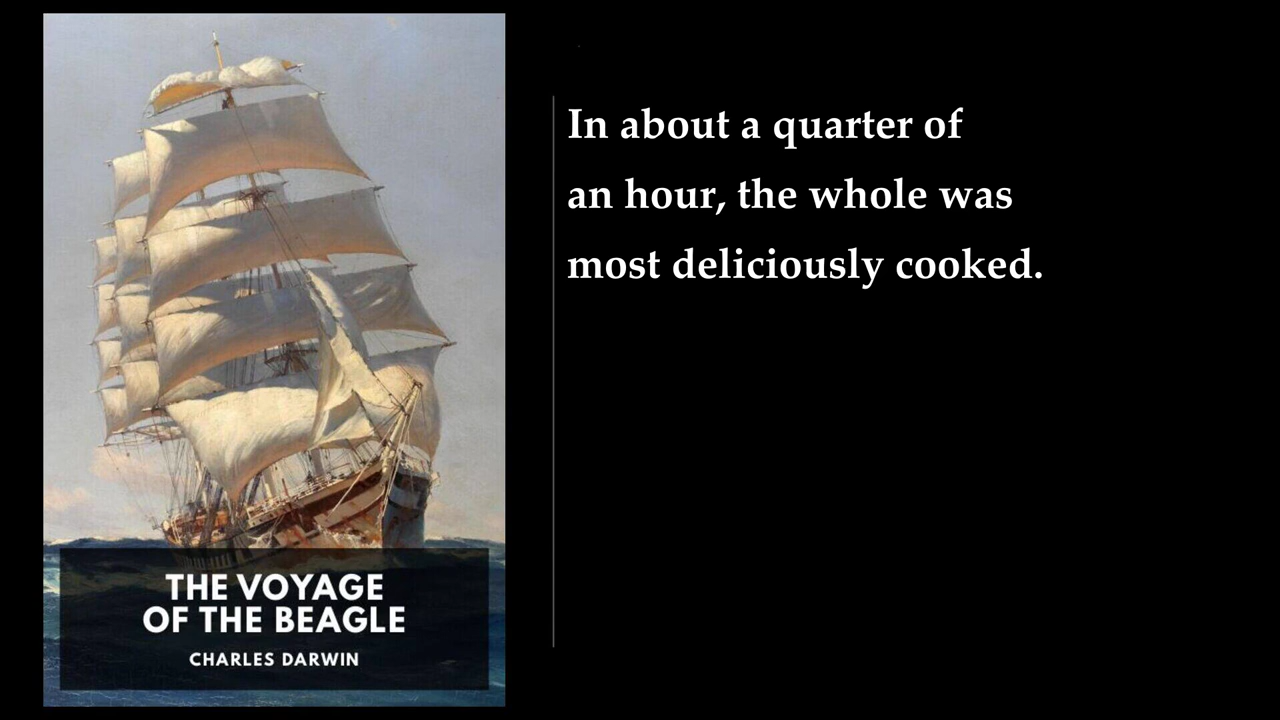 In about a quarter of
an hour, the whole was
most deliciously cooked.
THE VOYAGE
OF THE BEAGLE
CHARLES DARWIN